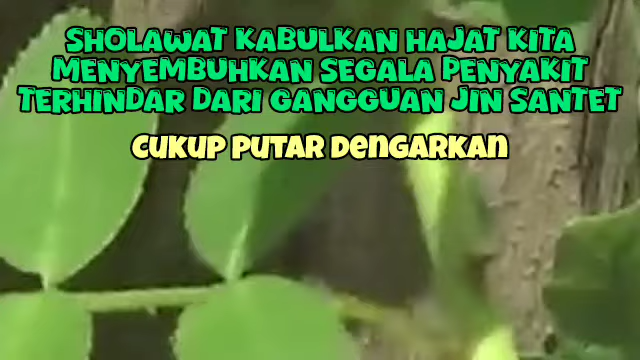 SHOLAWAT KABULKAN HAJAT KITA
MENYEMBUHKAN SEGALA PENYAKIT
TERHINDAR DARI GANGGUAN JIN SANTET
CUKUP PUTAR DENGARKAN